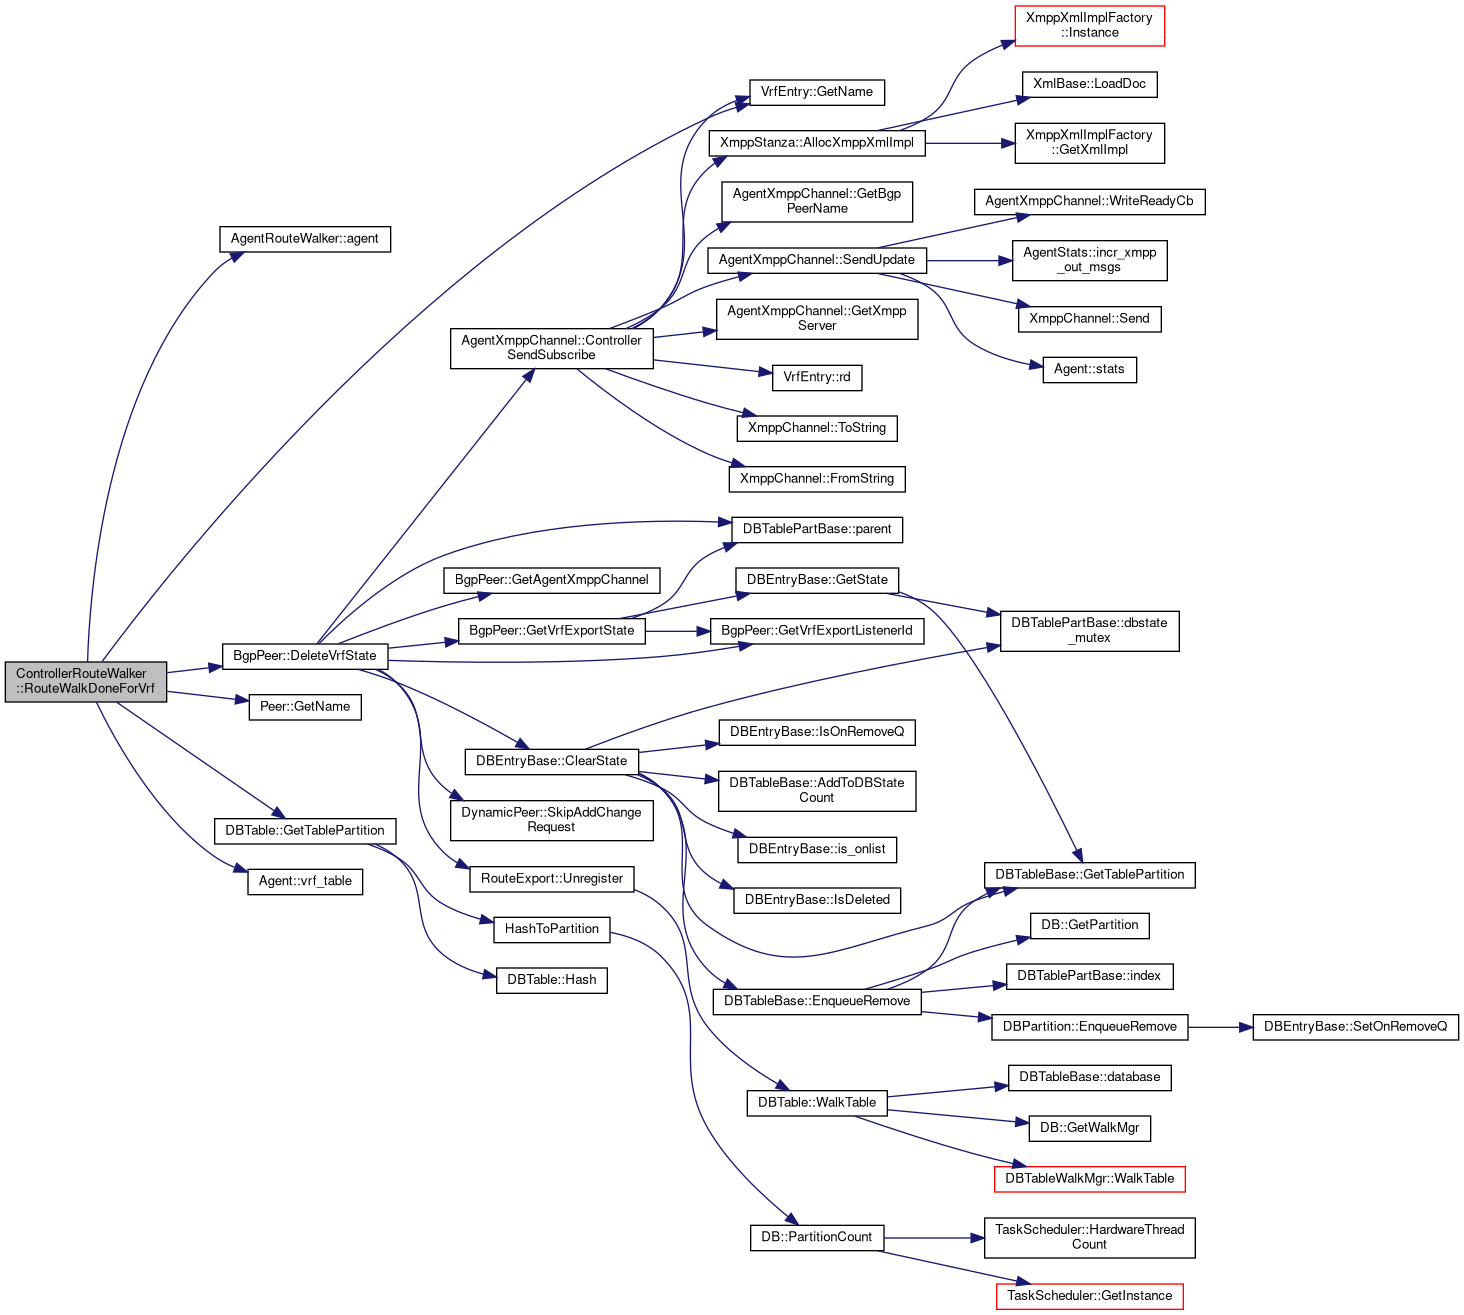 XmppXmlImplFactory
::Instance
XmlBase::LoadDoc
VrfEntry::GetName
XmppStanza::AllocXmppXmlImpl
XmppXmlImplFactory
::GetXmlImpl
AgentXmppChannel::GetBgp
PeerName
AgentXmppChannel::WriteReadyCb
AgentRouteWalker::agent
AgentXmppChannel::SendUpdate
AgentStats::incr_xmpp
_out_msgs
AgentXmppChannel::GetXmpp
Server
XmppChannel::Send
AgentXmppChannel::Controller
SendSubscribe
VrfEntry::rd
Agent::stats
XmppChannel::ToString
XmppChannel::FromString
DBTablePartBase::parent
BgpPeer::GetAgentXmppChannel
DBEntryBase::GetState
BgpPeer::GetVrfExportState
BgpPeer::GetVrfExportListenerId
DBTablePartBase::dbstate
_mutex
BgpPeer::DeleteVrfState
ControllerRouteWalker
::RouteWalkDoneForVrf
Peer::GetName
DBEntryBase::IsOnRemoveQ
DBEntryBase::ClearState
DBTableBase::AddToDBState
Count
DynamicPeer::SkipAddChange
Request
DBTable::GetTablePartition
DBEntryBase::is_onlist
Agent::vrf_table
RouteExport::Unregister
DBTableBase::GetTablePartition
DBEntryBase::IsDeleted
HashToPartition
DB::GetPartition
DBTable::Hash
DBTablePartBase::index
DBTableBase::EnqueueRemove
DBPartition::EnqueueRemove
DBEntryBase::SetOnRemoveQ
DBTableBase::database
DBTable::WalkTable
DB::GetWalkMgr
DBTableWalkMgr::WalkTable
DB::PartitionCount
TaskScheduler::HardwareThread
Count
TaskScheduler::GetInstance